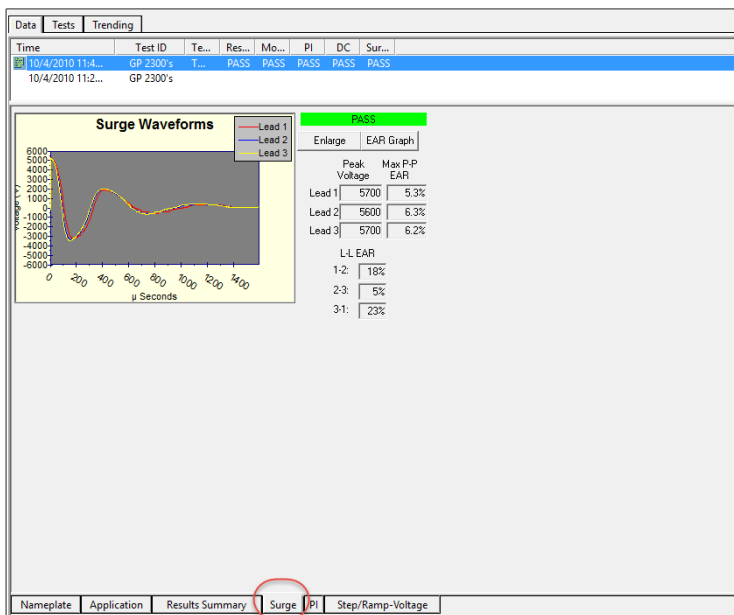 Data Tests Trending
Time Test ID Te... Res... Mo... PI DC Sur...
10/4/2010 11:4... GP 2300's T... PASS PASS PASS PASS PASS
10/4/2010 11:2... GP 2300's
Surge Waveforms
Lead 1
Lead 2
Lead 3
6000
5000
4000
3000
2000
1000
0
-1000
-2000
-3000
-4000
-5000
-6000
Voltage (V)
0 200 400 600 800 1000 1200 1400
µ Seconds
PASS
Enlarge EAR Graph
Peak Max P-P
Voltage EAR
Lead 1 5700 5.3%
Lead 2 5600 6.3%
Lead 3 5700 6.2%
L-L EAR
1-2: 18%
2-3: 5%
3-1: 23%
Nameplate Application Results Summary Surge PI Step/Ramp-Voltage